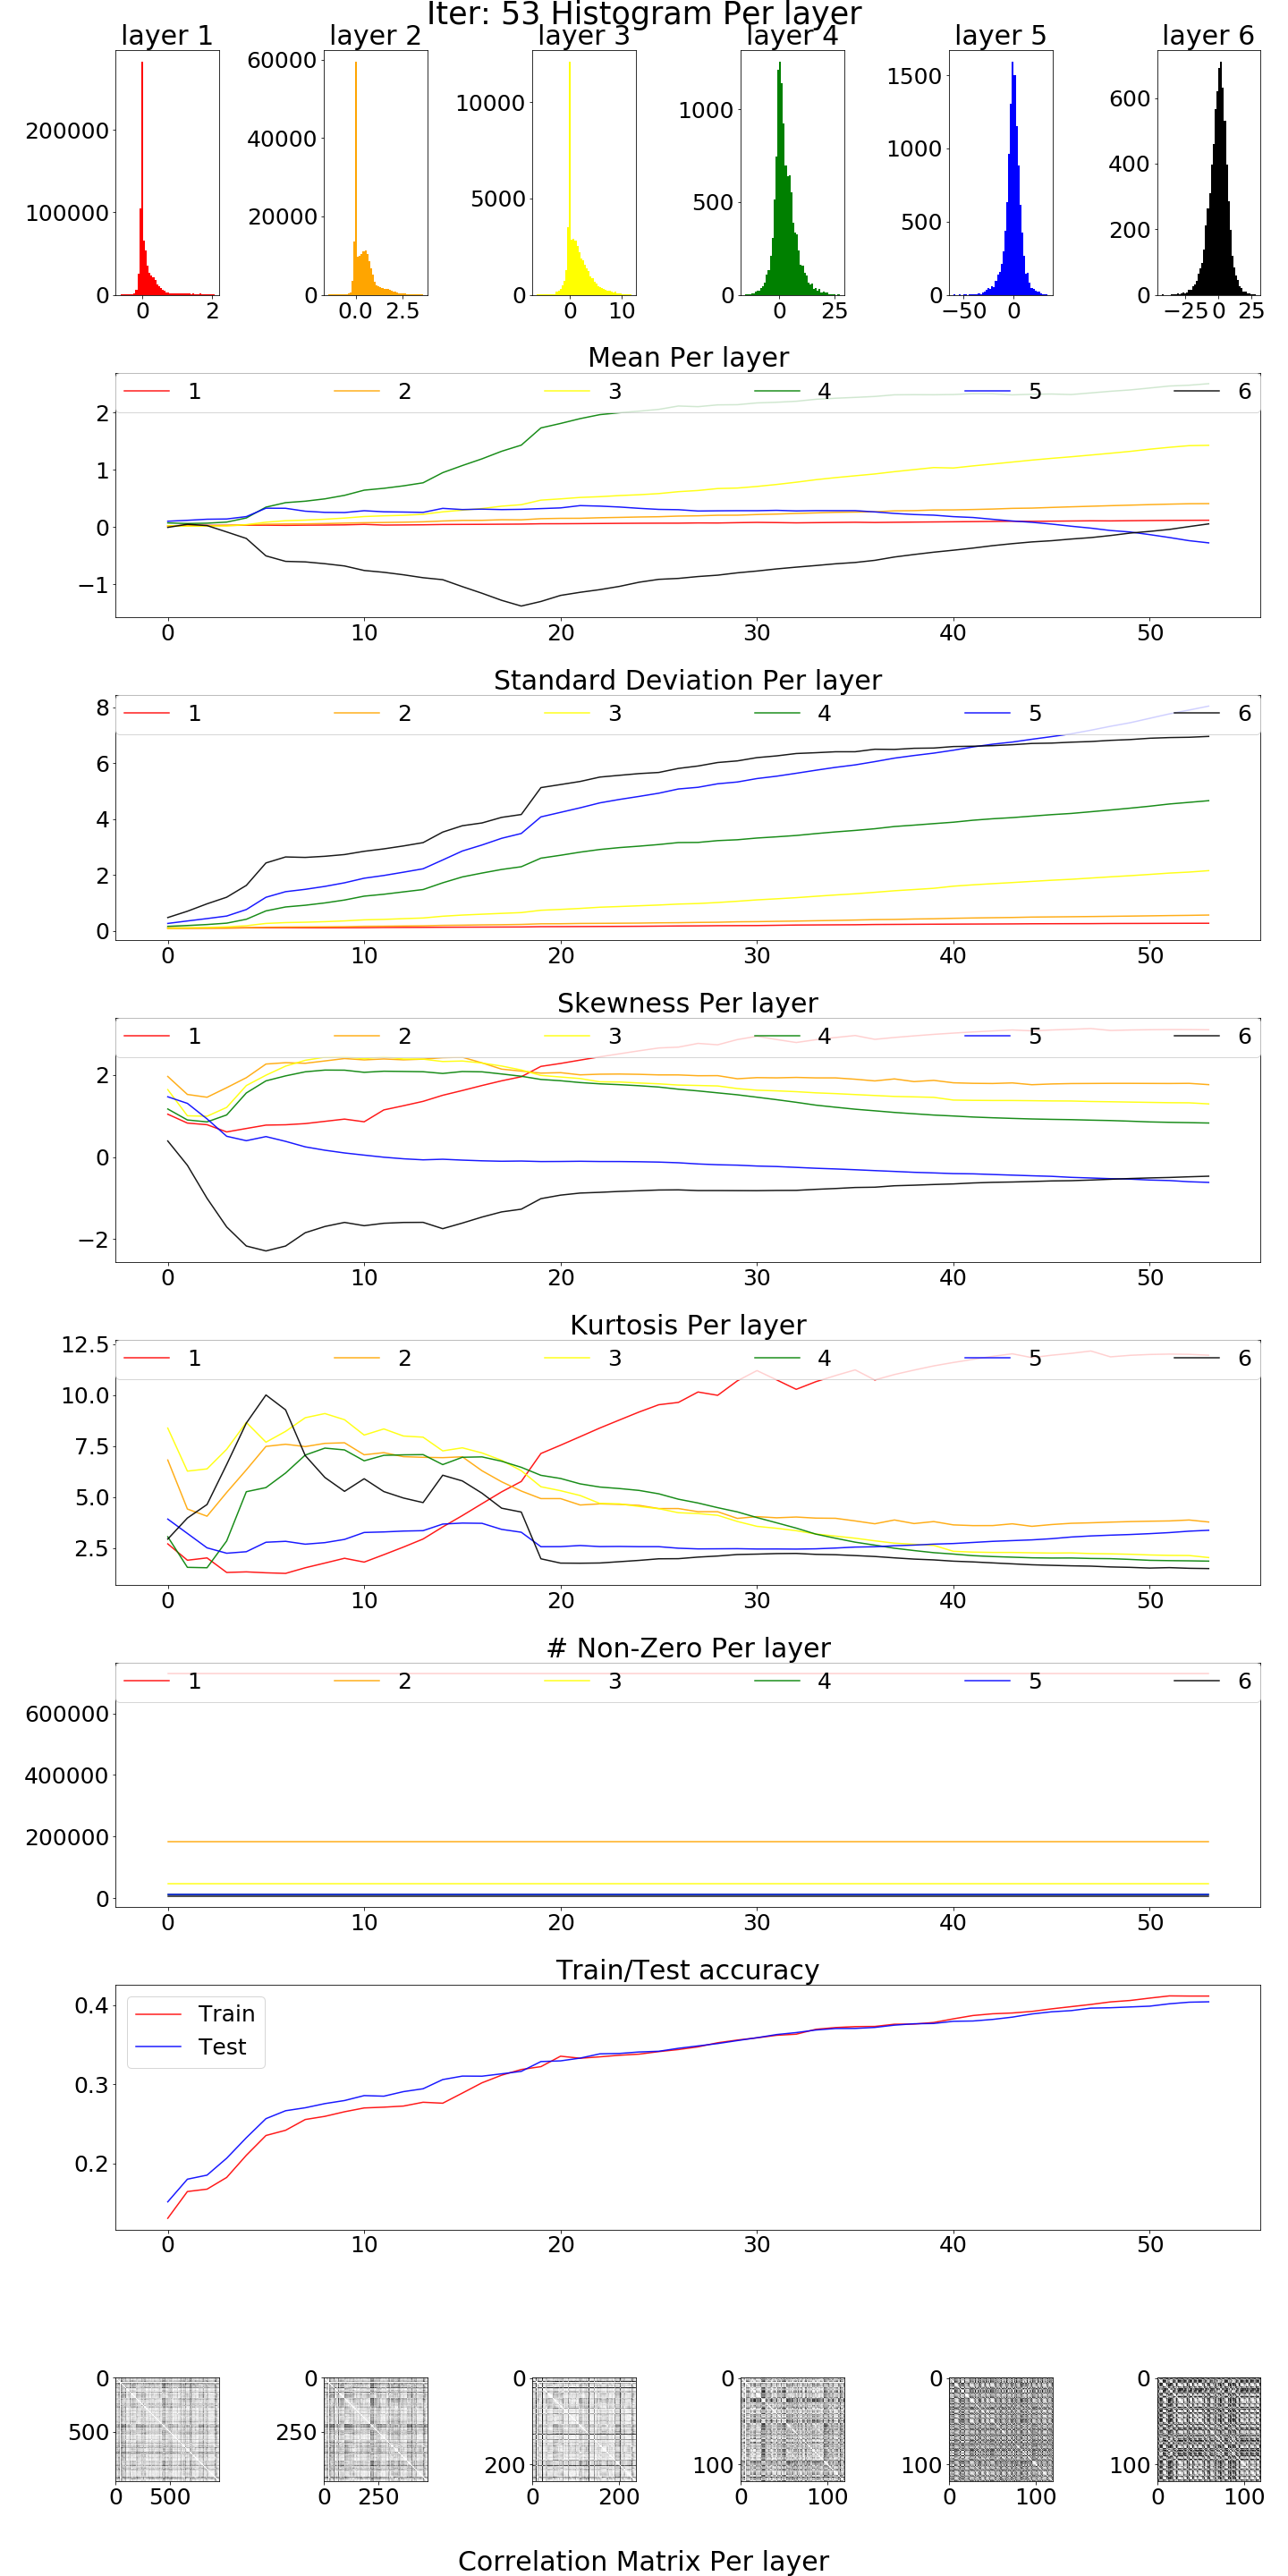 Iter: 53 Histogram Per layer
layer 1 layer 2 layer 3 layer 4 layer 5 layer 6
200000
100000
0
0 2
60000
40000
20000
0
0.0 2.5
10000
5000
0
0 10
1000
500
0
0 25
1500
1000
500
0
−50 0
600
400
200
0
−25 0 25
Mean Per layer
1 2 3 4 5 6
2
1
0
−1
0 10 20 30 40 50
Standard Deviation Per layer
1 2 3 4 5 6
8
6
4
2
0
0 10 20 30 40 50
Skewness Per layer
1 2 3 4 5 6
2
0
−2
0 10 20 30 40 50
Kurtosis Per layer
1 2 3 4 5 6
12.5
10.0
7.5
5.0
2.5
0 10 20 30 40 50
# Non-Zero Per layer
1 2 3 4 5 6
600000
400000
200000
0
0 10 20 30 40 50
Train/Test accuracy
Train
Test
0.4
0.3
0.2
0 10 20 30 40 50
0
500
0 500
0
250
0 250
0
200
0 200
0
100
0 100
0
100
0 100
0
100
0 100
Correlation Matrix Per layer